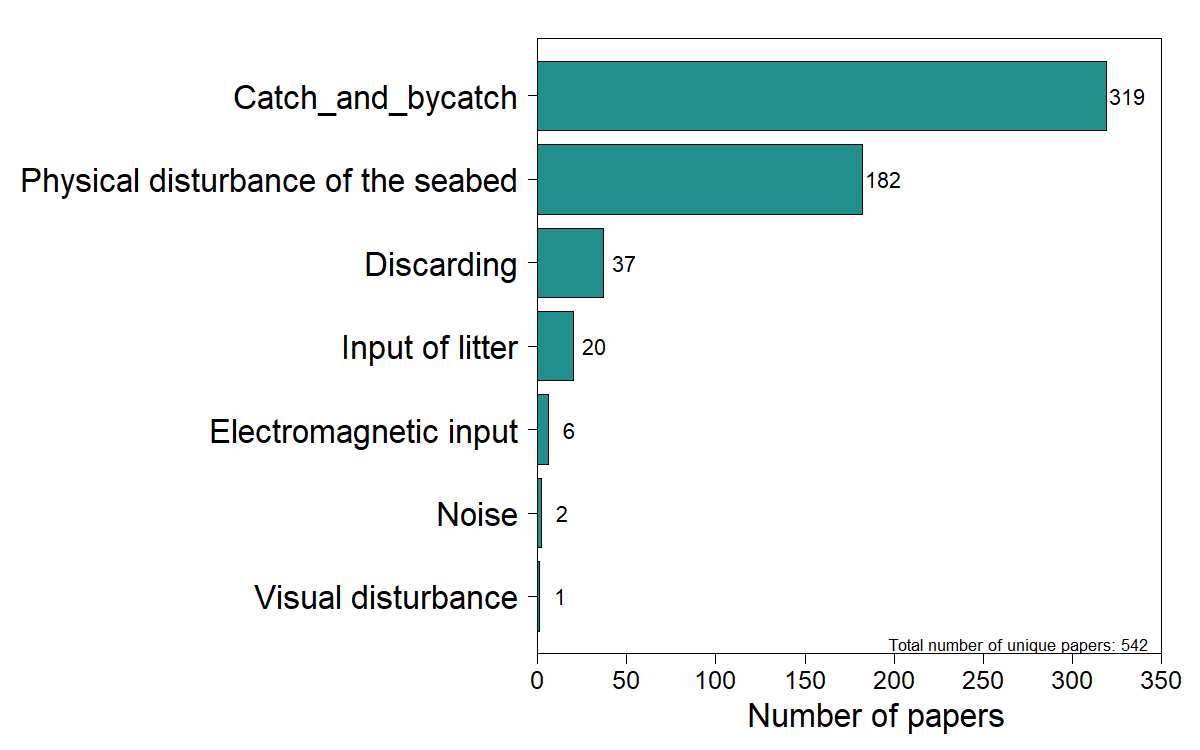 Catch_and_bycatch 319
Physical disturbance of the seabed 182
Discarding 37
Input of litter 20
Electromagnetic input 6
Noise 2
Visual disturbance 1
Total number of unique papers: 542
0 50 100 150 200 250 300 350
Number of papers